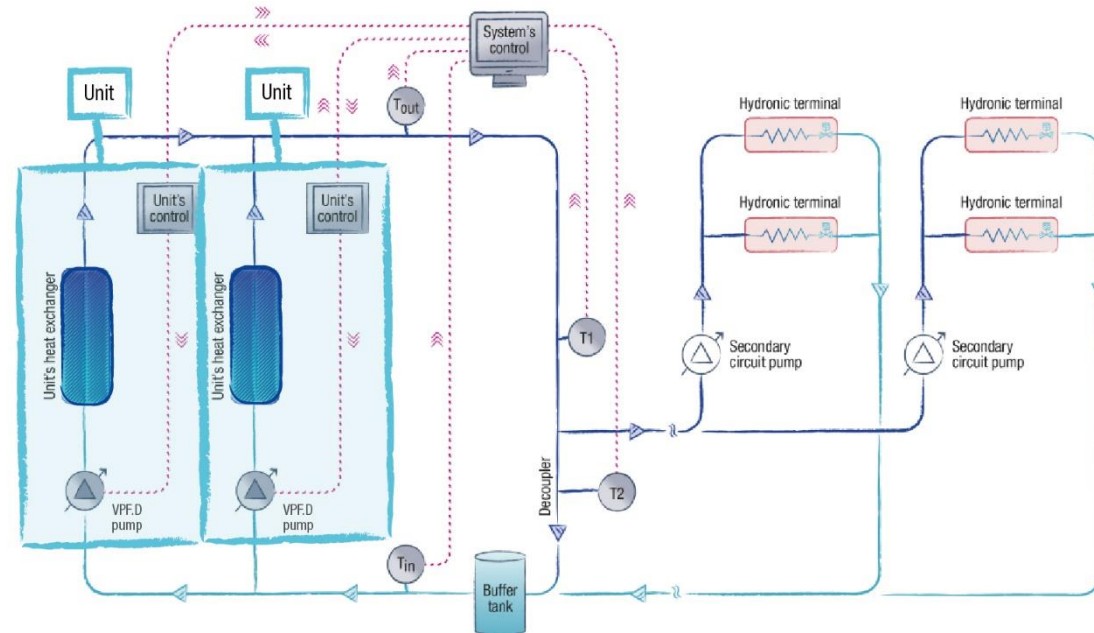 System's
control
Unit
Unit
Tout
Hydronic terminal
Hydronic terminal
Unit's
control
Unit's
control
Hydronic terminal
Hydronic terminal
Unit's heat exchanger
Unit's heat exchanger
T1
Secondary
circuit pump
Secondary
circuit pump
Decoupler
T2
VPF.D
pump
VPF.D
pump
Tin
Buffer
tank